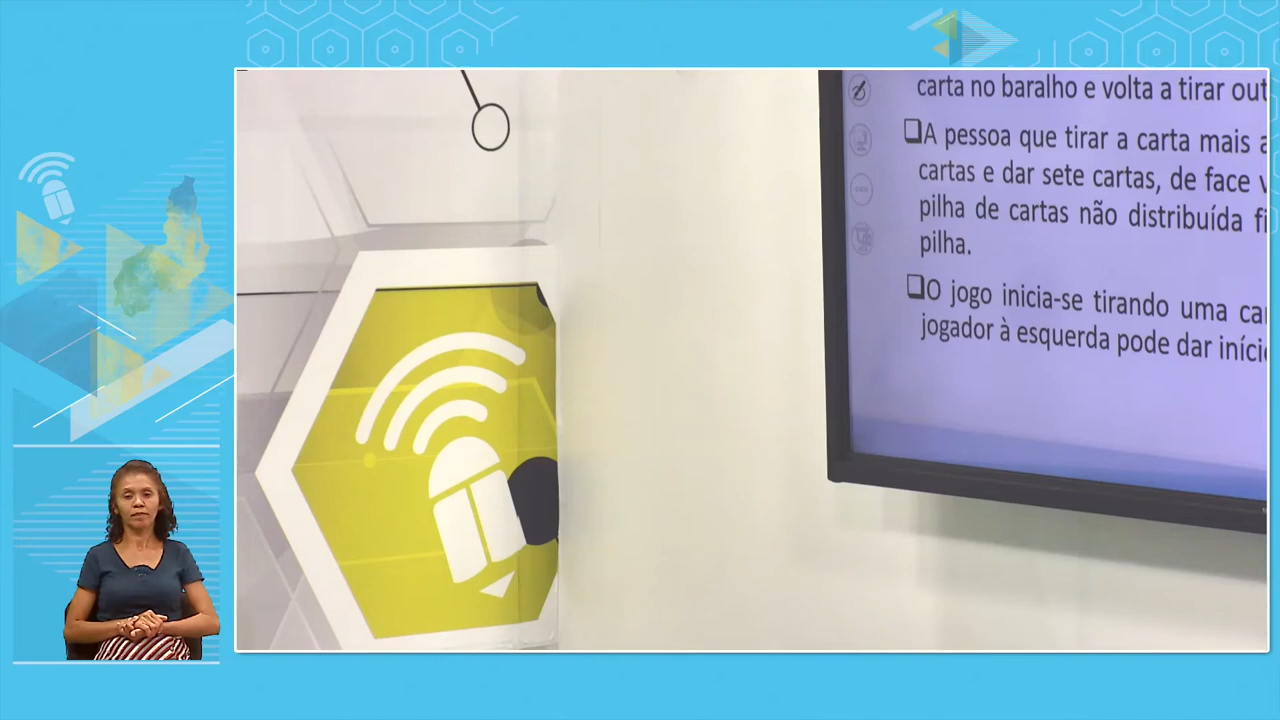 carta no baralho e volta a tirar out
❑A pessoa que tirar a carta mais a
cartas e dar sete cartas, de face v
pilha de cartas não distribuída fi
pilha.
❑O jogo inicia-se tirando uma ca
jogador à esquerda pode dar iníci